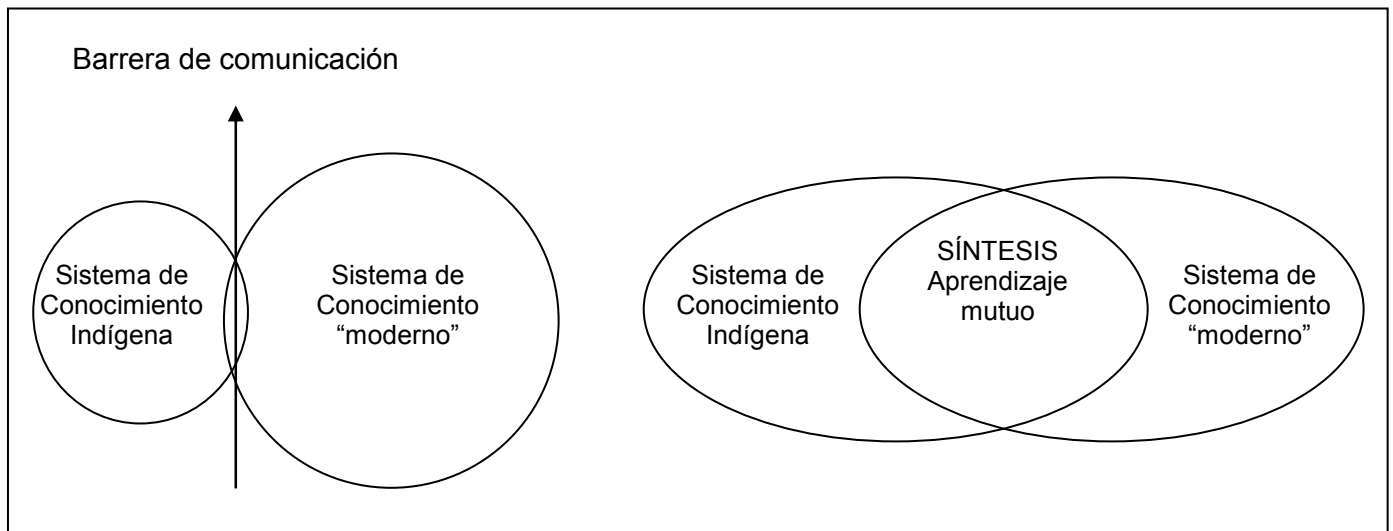 Barrera de comunicación
Sistema de
Conocimiento
Indígena
Sistema de
Conocimiento
“moderno”
Sistema de
Conocimiento
Indígena
SÍNTESIS
Aprendizaje
mutuo
Sistema de
Conocimiento
“moderno”